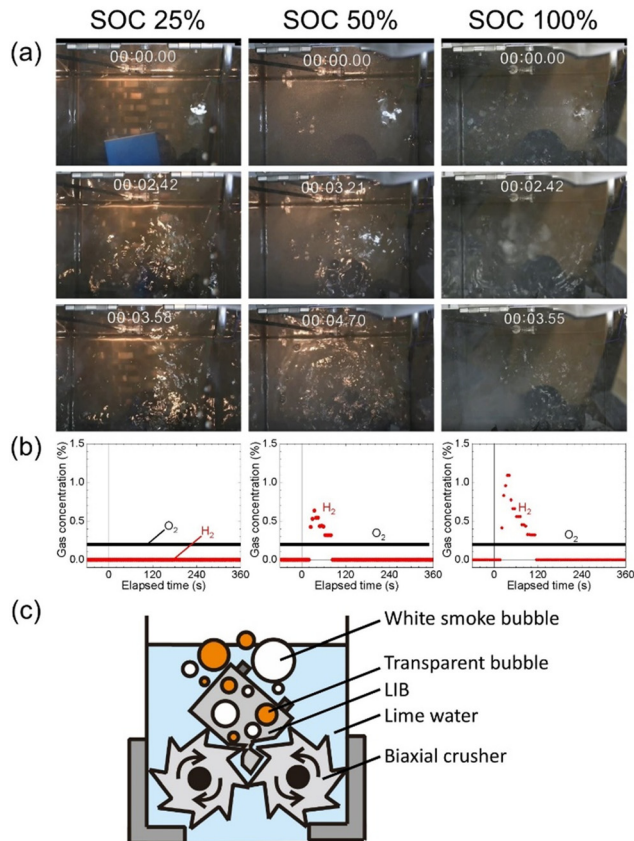 SOC 25% SOC 50% SOC 100%
(a)
00:00.00 00:00.00 00:00.00
00:02.42 00:03.21 00:02.42
00:03.58 00:04.70 00:03.55
(b)
Gas concentration (%)
1.5
1.0
0.5
0.0
O2
H2
0 120 240 360
Elapsed time (s)
Gas concentration (%)
1.5
1.0
0.5
0.0
H2
O2
0 120 240 360
Elapsed time (s)
Gas concentration (%)
1.5
1.0
0.5
0.0
H2
O2
0 120 240 360
Elapsed time (s)
(c)
White smoke bubble
Transparent bubble
LIB
Lime water
Biaxial crusher